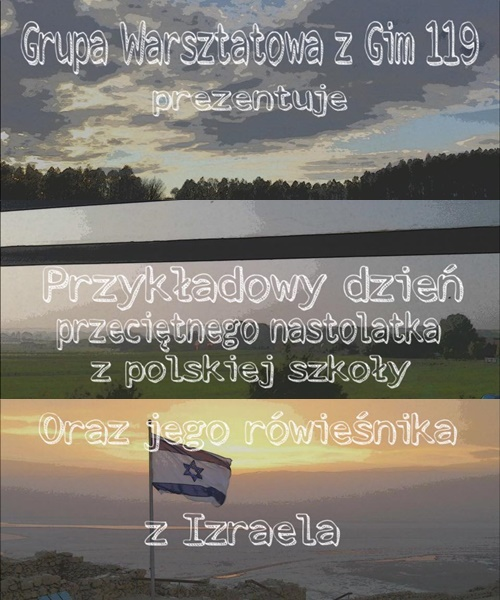 Grupa Warsztatowa z Gim 119
prezentuje
Przykładowy dzień
przeciętnego nastolatka
z polskiej szkoły
Oraz jego rówieśnika
z Izraela